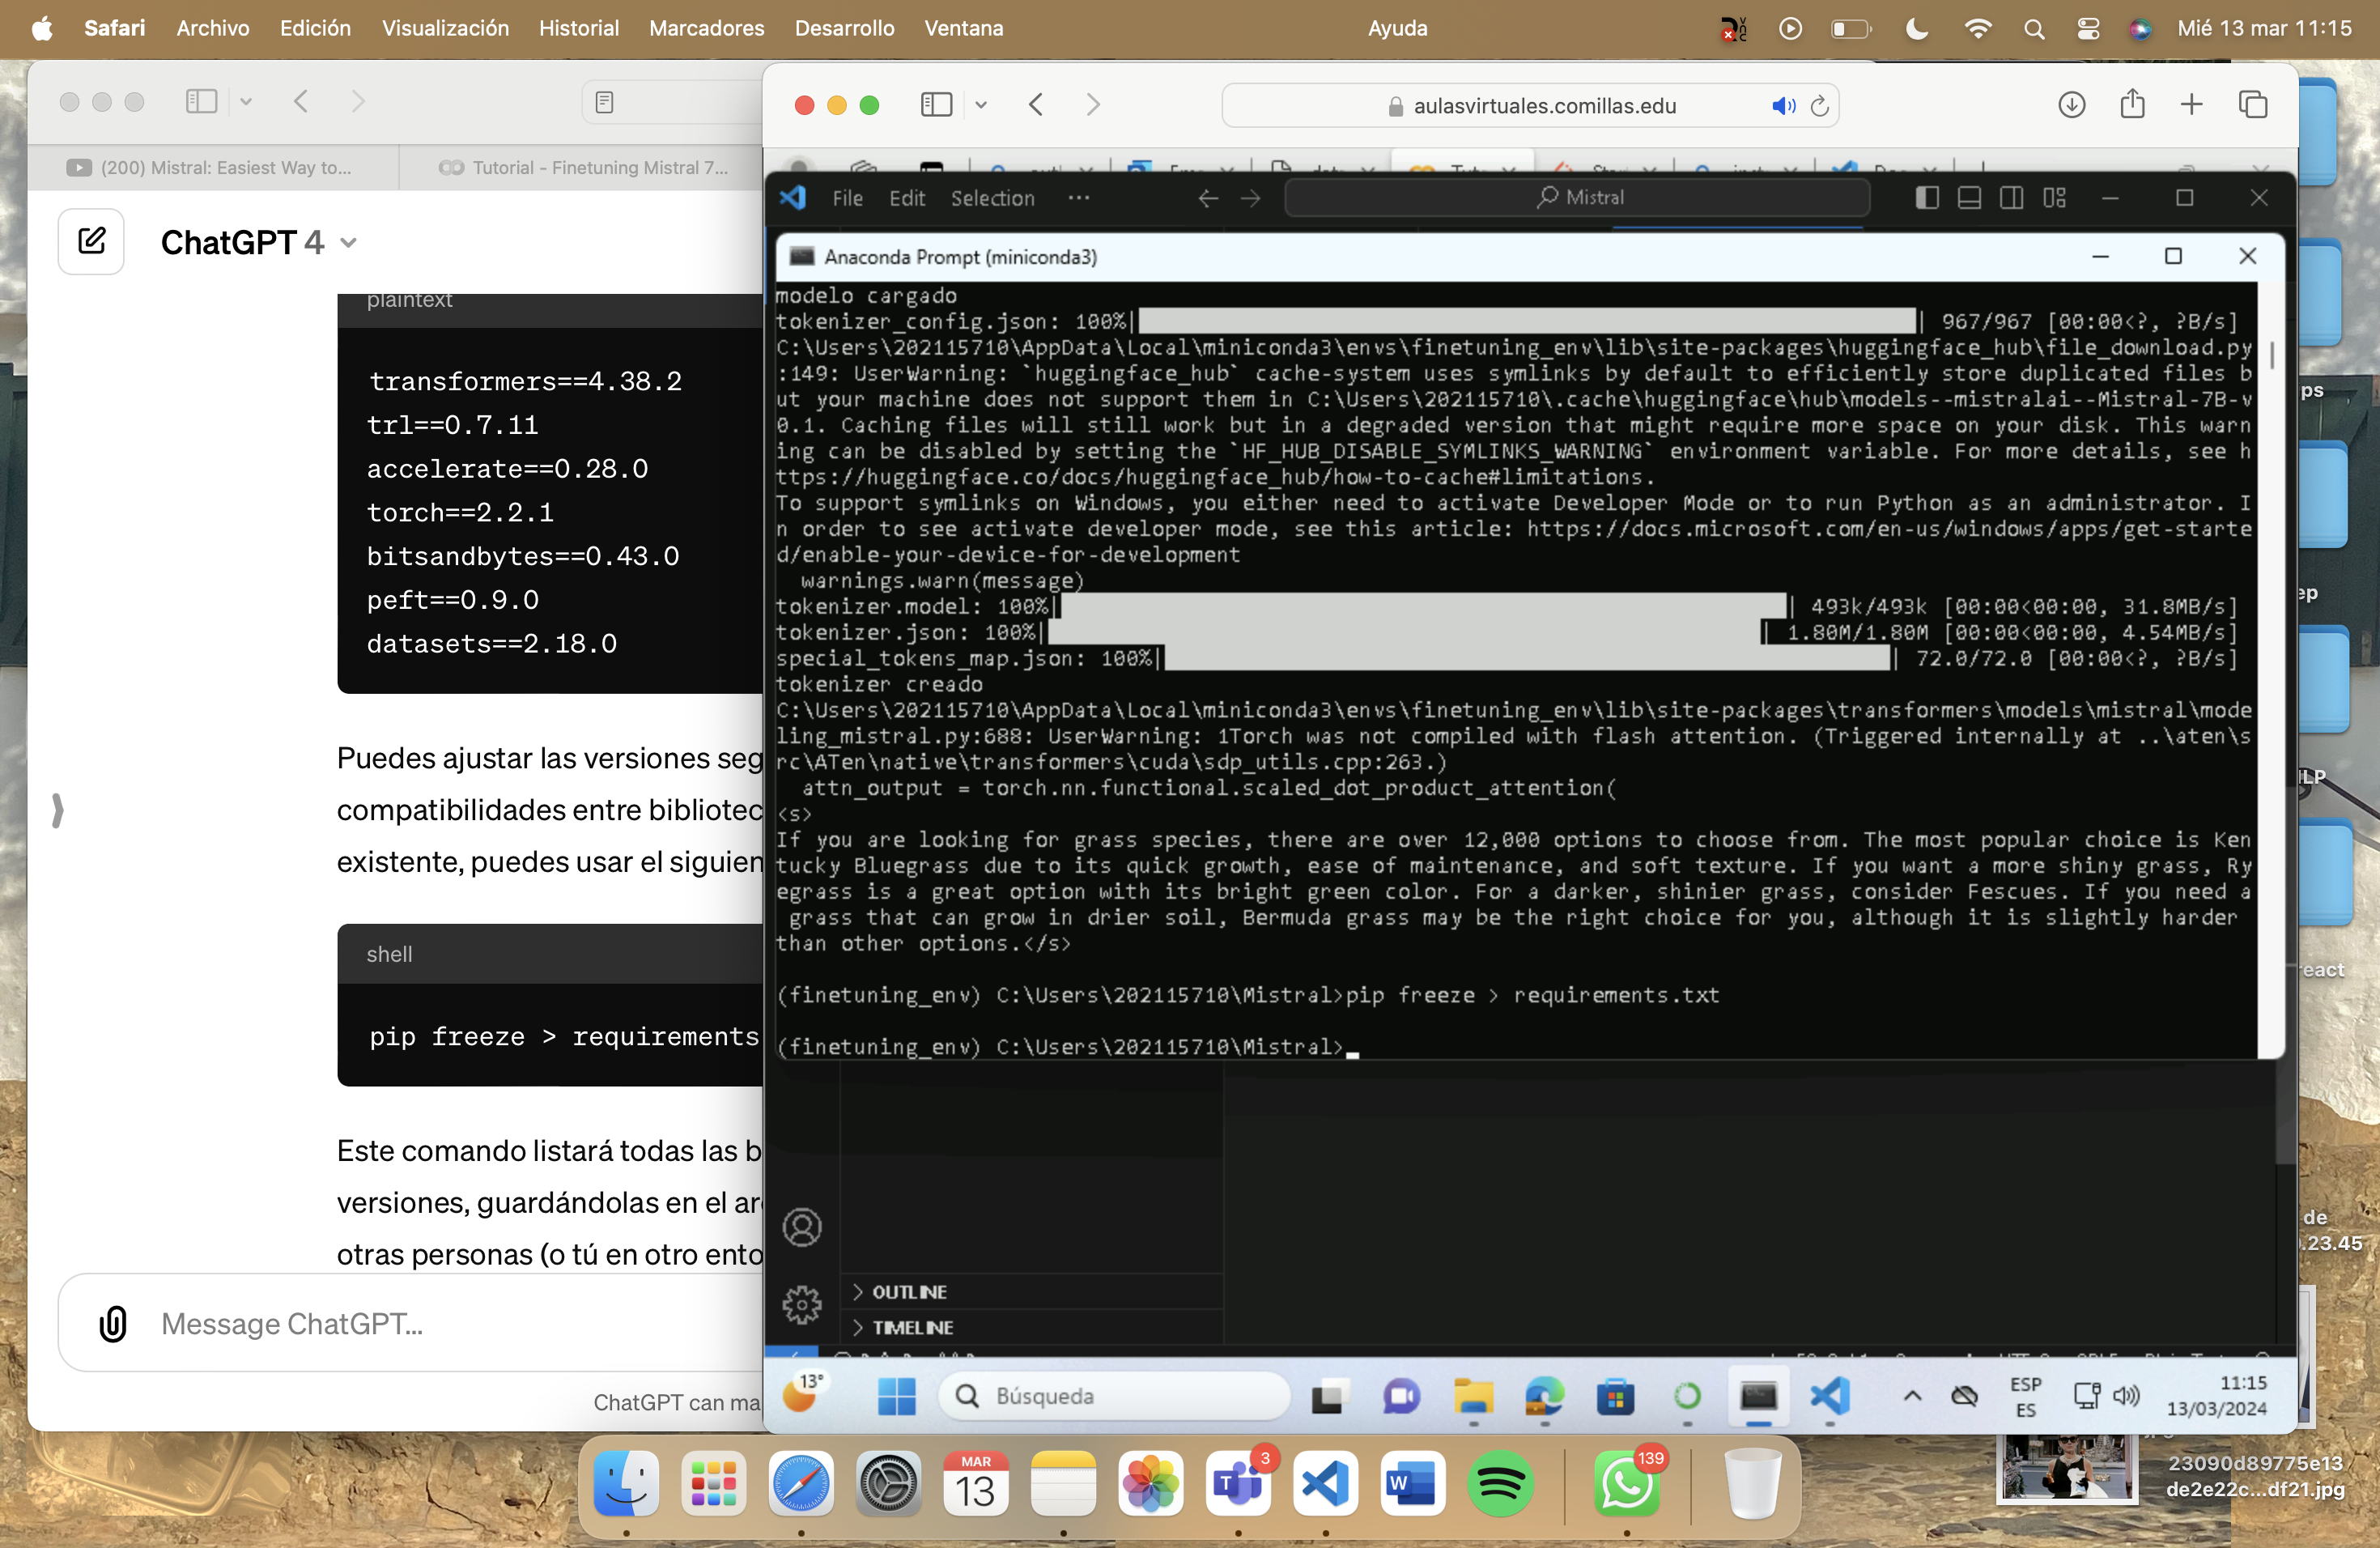 Safari Archivo Edición Visualización Historial Marcadores Desarrollo Ventana Ayuda Mié 13 mar 11:15
aulasvirtuales.comillas.edu
(200) Mistral: Easiest Way to... Tutorial - Finetuning Mistral 7...
File Edit Selection ··· Mistral
ChatGPT 4
Anaconda Prompt (miniconda3)
plaintext
transformers==4.38.2
trl==0.7.11
accelerate==0.28.0
torch==2.2.1
bitsandbytes==0.43.0
peft==0.9.0
datasets==2.18.0
Puedes ajustar las versiones
compatibilidades entre
existente, puedes usar el
shell
pip freeze > requirements
Este comando listará todas las
versiones, guardándolas en el
otras personas (o tú en otro
Message ChatGPT...
ChatGPT can
modelo cargado
tokenizer_config.json: 100%| | 967/967 [00:00<?, ?B/s]
C:\Users\202115710\AppData\Local\miniconda3\envs\finetuning_env\lib\site-packages\huggingface_hub\file_download.py
:149: UserWarning: `huggingface_hub` cache-system uses symlinks by default to efficiently store duplicated files b
ut your machine does not support them in C:\Users\202115710\.cache\huggingface\hub\models--mistralai--Mistral-7B-v
0.1. Caching files will still work but in a degraded version that might require more space on your disk. This warn
ing can be disabled by setting the `HF_HUB_DISABLE_SYMLINKS_WARNING` environment variable. For more details, see h
ttps://huggingface.co/docs/huggingface_hub/how-to-cache#limitations.
To support symlinks on Windows, you either need to activate Developer Mode or to run Python as an administrator. I
n order to see activate developer mode, see this article: https://docs.microsoft.com/en-us/windows/apps/get-starte
d/enable-your-device-for-development
warnings.warn(message)
tokenizer.model: 100%| | 493k/493k [00:00<00:00, 31.8MB/s]
tokenizer.json: 100%| | 1.80M/1.80M [00:00<00:00, 4.54MB/s]
special_tokens_map.json: 100%| | 72.0/72.0 [00:00<?, ?B/s]
tokenizer creado
C:\Users\202115710\AppData\Local\miniconda3\envs\finetuning_env\lib\site-packages\transformers\models\mistral\mode
ling_mistral.py:688: UserWarning: 1Torch was not compiled with flash attention. (Triggered internally at ..\aten\s
rc\ATen\native\transformers\cuda\sdp_utils.cpp:263.)
attn_output = torch.nn.functional.scaled_dot_product_attention(
<s>
If you are looking for grass species, there are over 12,000 options to choose from. The most popular choice is Ken
tucky Bluegrass due to its quick growth, ease of maintenance, and soft texture. If you want a more shiny grass, Ry
egrass is a great option with its bright green color. For a darker, shinier grass, consider Fescues. If you need a
grass that can grow in drier soil, Bermuda grass may be the right choice for you, although it is slightly harder
than other options.</s>
(finetuning_env) C:\Users\202115710\Mistral>pip freeze > requirements.txt
(finetuning_env) C:\Users\202115710\Mistral>
OUTLINE
TIMELINE
13° Búsqueda ESP 11:15
ES 13/03/2024
ps
ep
react
de
.23.45
23090d89775e13
de2e22c...df21.jpg
MAR
13
3
139